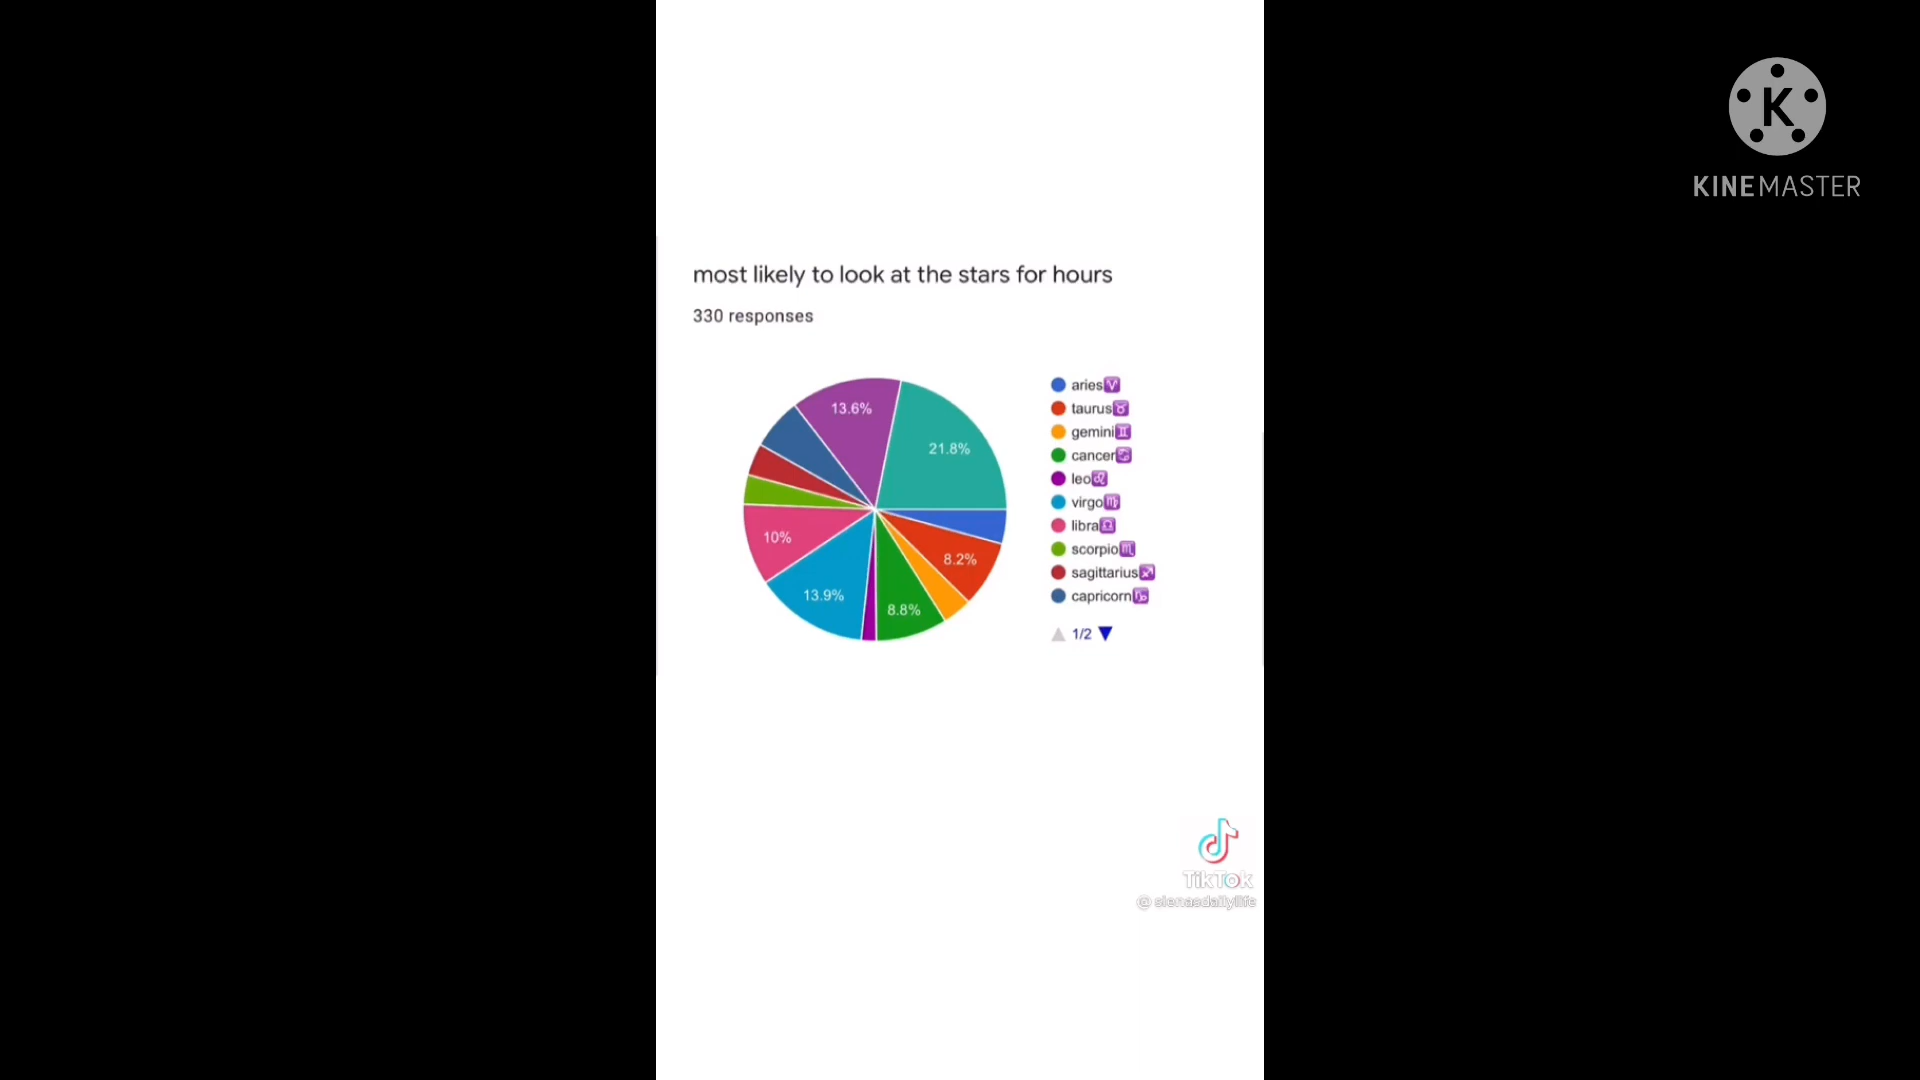 K
KINEMASTER
most likely to look at the stars for hours
330 responses
13.6%
21.8%
10%
8.2%
13.9%
8.8%
aries♈
taurus♉
gemini♊
cancer♋
leo♌
virgo♍
libra♎
scorpio♏
sagittarius♐
capricorn♑
1/2
TikTok
@sienasdailylife